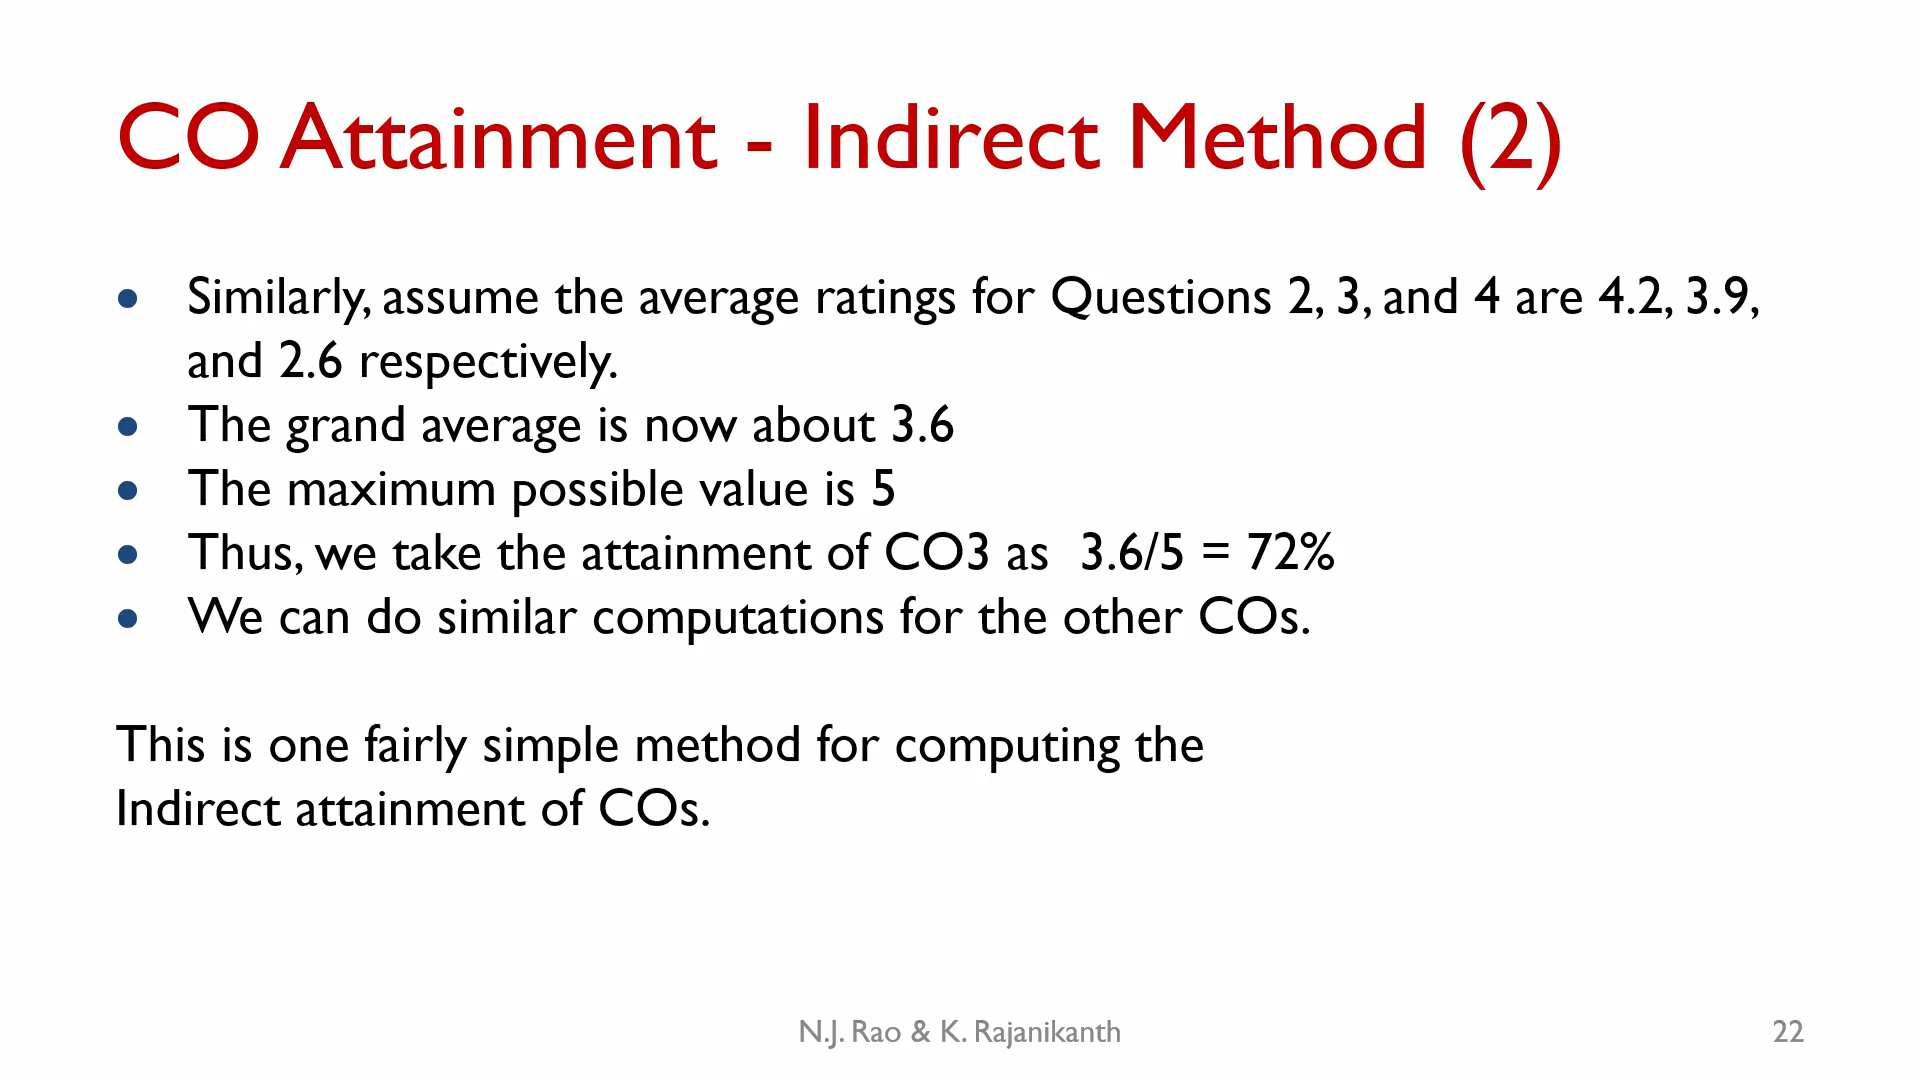 CO Attainment - Indirect Method (2)
• Similarly, assume the average ratings for Questions 2, 3, and 4 are 4.2, 3.9,
and 2.6 respectively.
• The grand average is now about 3.6
• The maximum possible value is 5
• Thus, we take the attainment of CO3 as 3.6/5 = 72%
• We can do similar computations for the other COs.
This is one fairly simple method for computing the
Indirect attainment of COs.
N.J. Rao & K. Rajanikanth
22